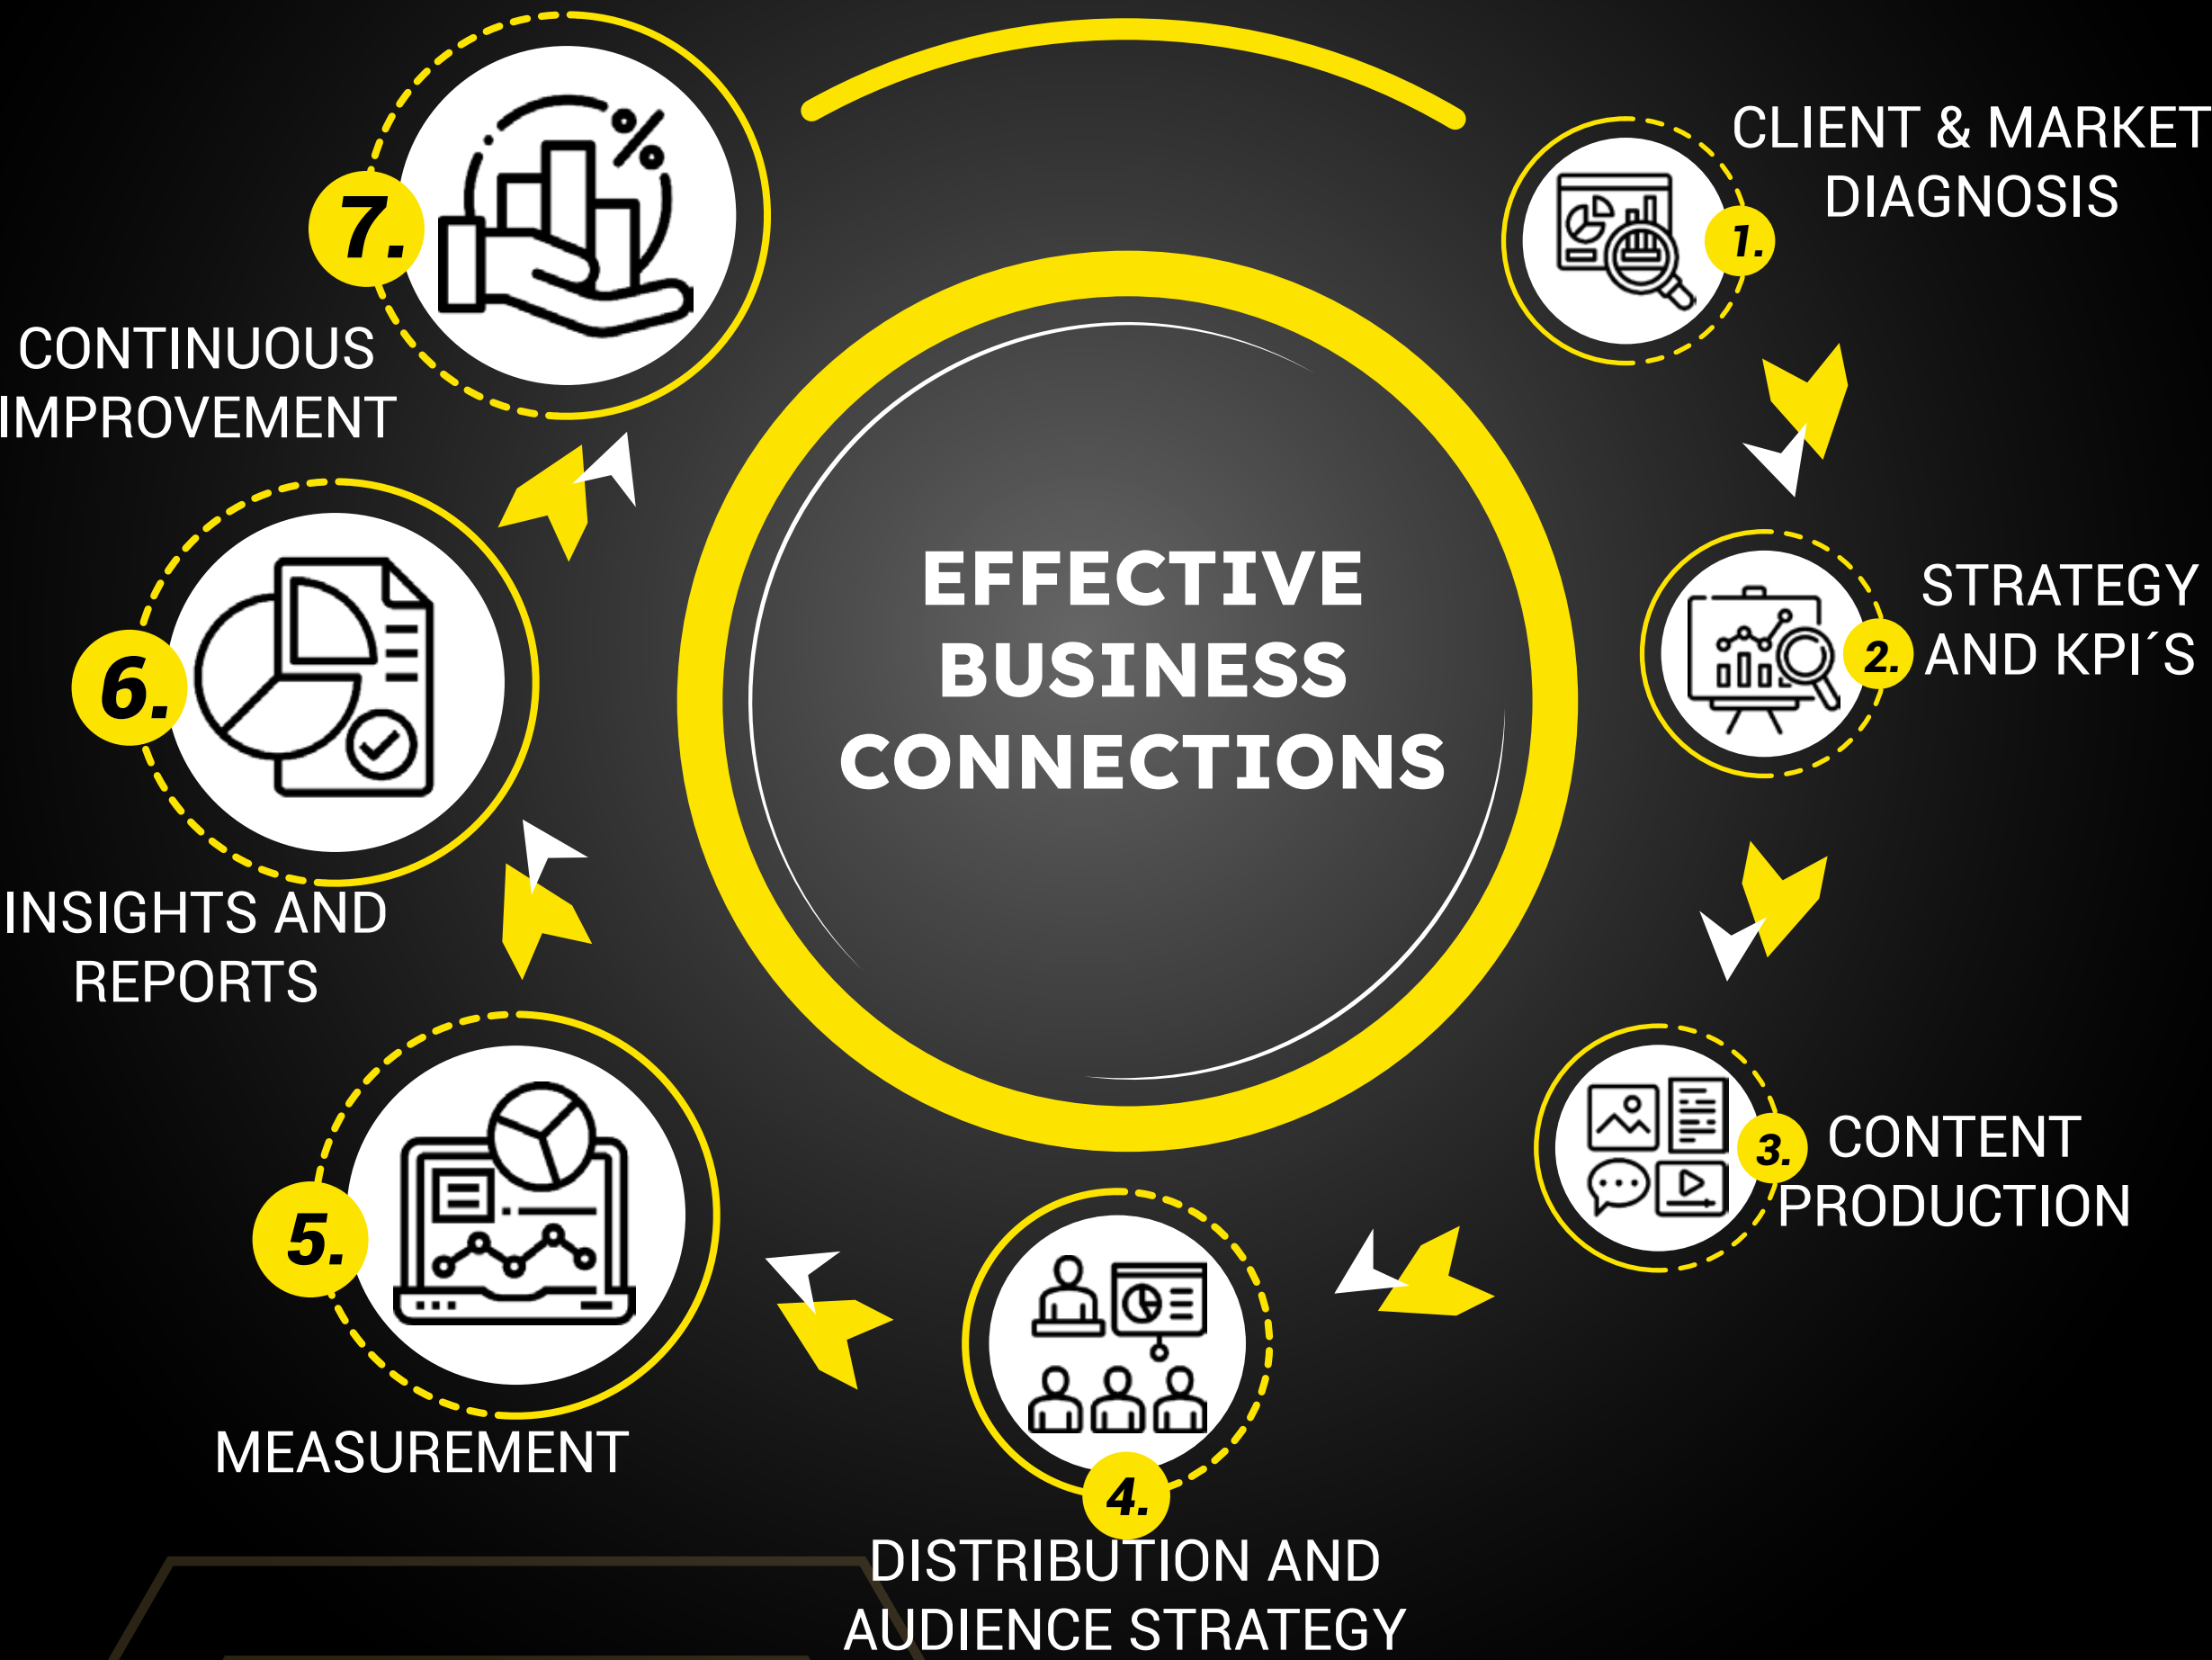 EFFECTIVE
BUSINESS
CONNECTIONS
1.
CLIENT & MARKET
DIAGNOSIS
2.
STRATEGY
AND KPI´S
3.
CONTENT
PRODUCTION
4.
DISTRIBUTION AND
AUDIENCE STRATEGY
5.
MEASUREMENT
6.
INSIGHTS AND
REPORTS
7.
CONTINUOUS
IMPROVEMENT
%